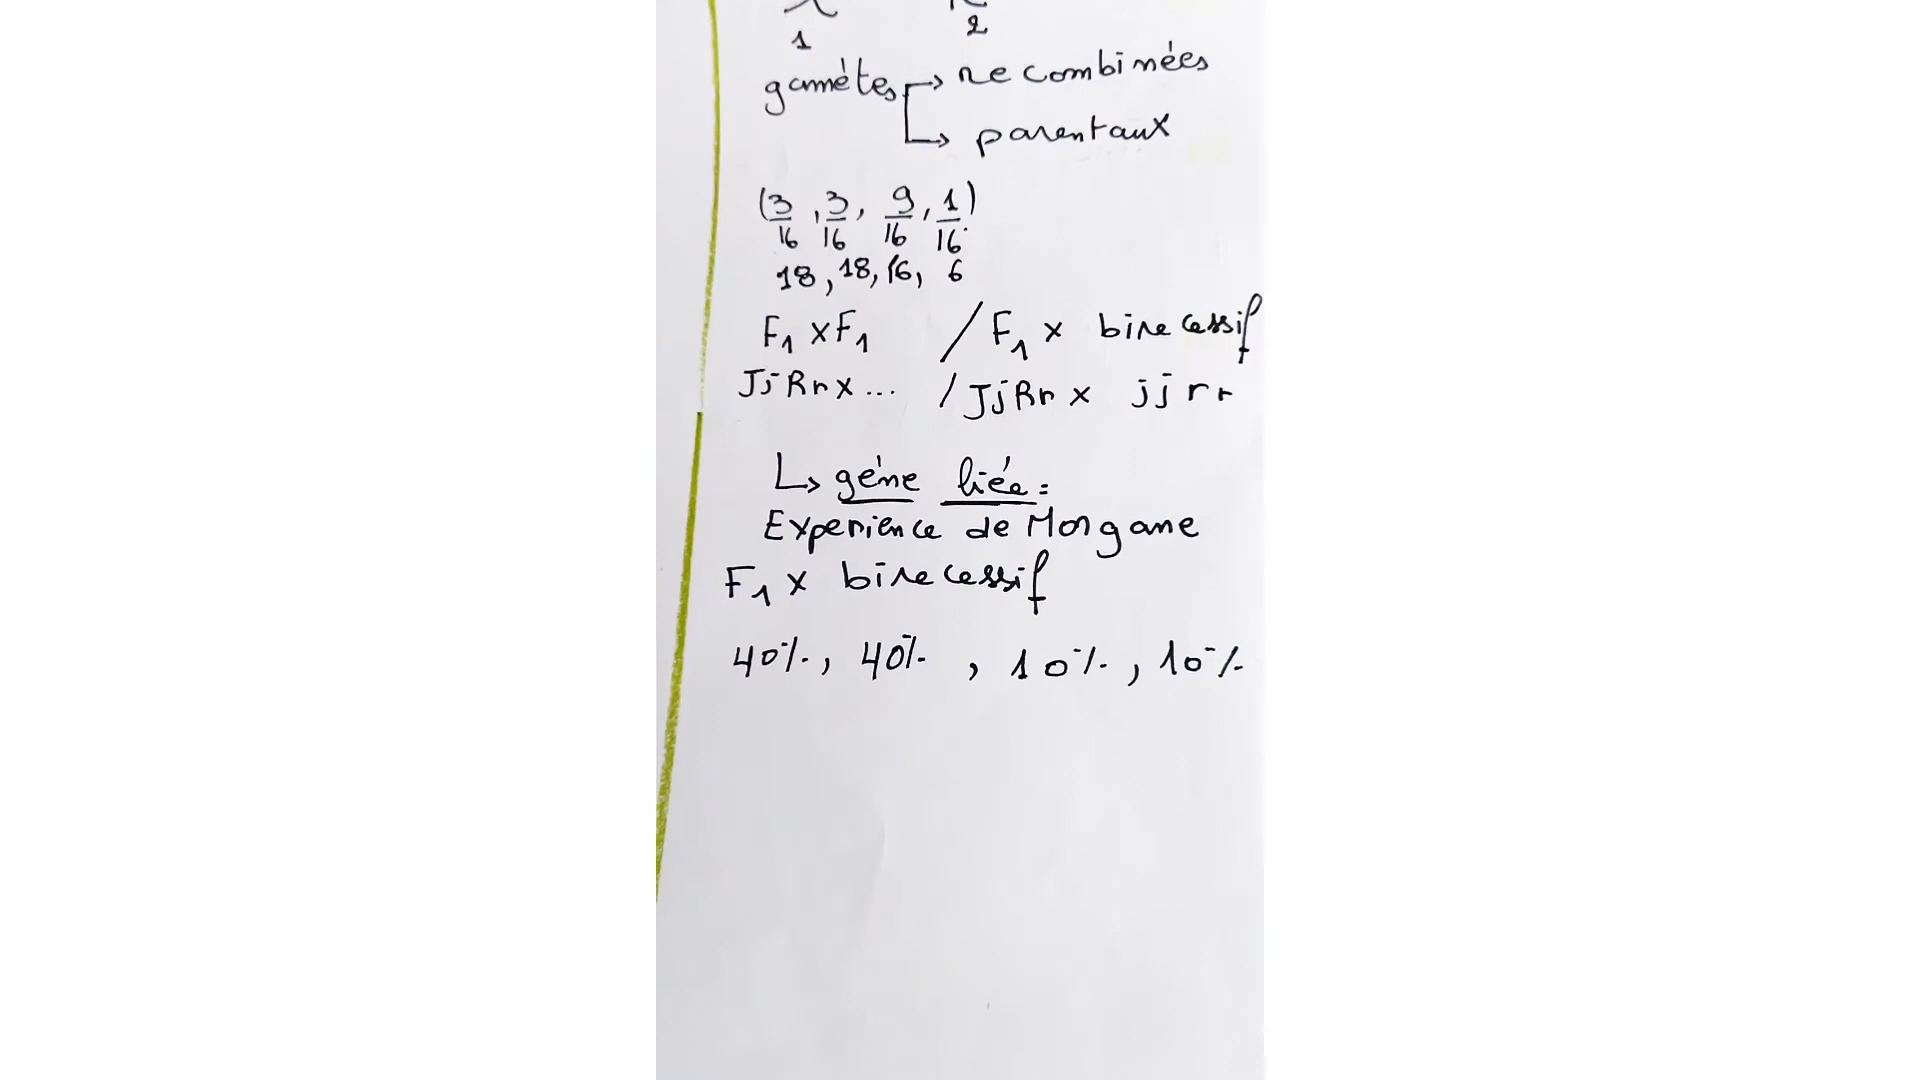 1 2
gamètes → recombinées
→ parentaux
(3/16, 3/16, 9/16, 1/16)
18, 18, 16, 6
F1 x F1 / F1 x birecessif
JjRr x ... / JjRr x jjrr
↳ géne liée =
Experience de Morgane
F1 x birecessif
40%, 40%, 10%, 10%